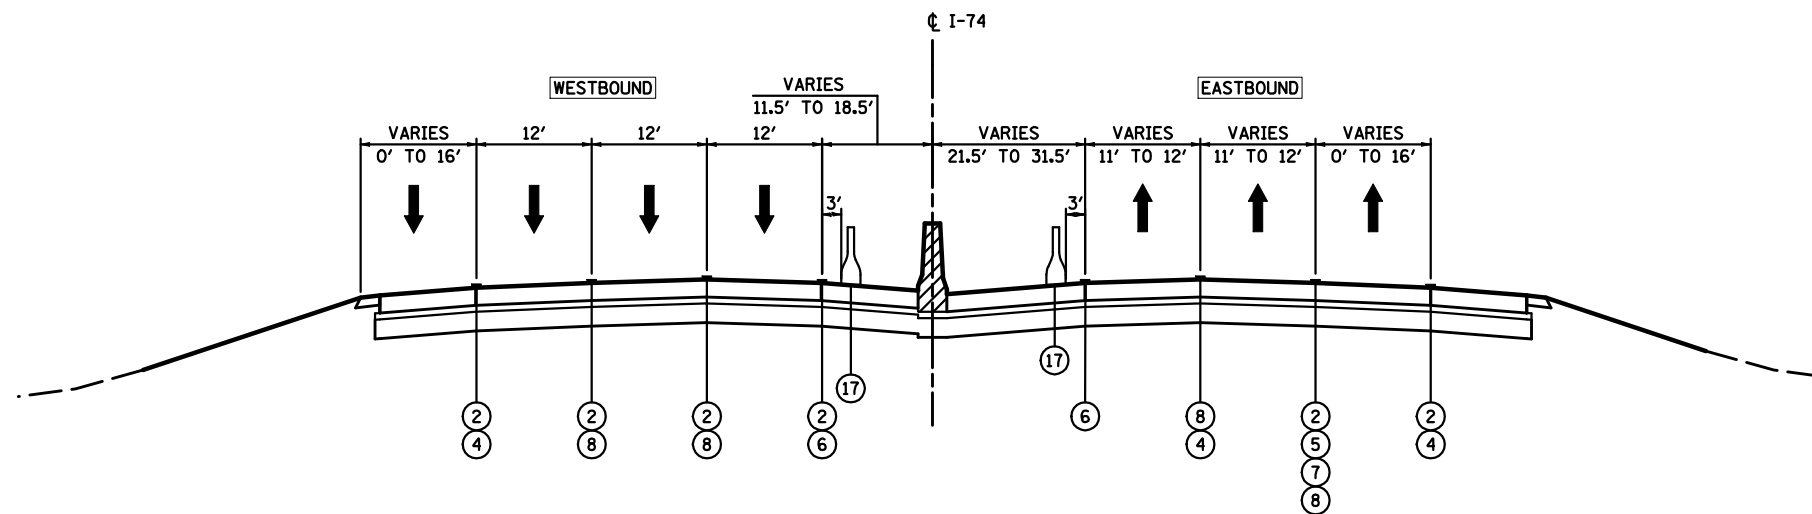 ℄ I-74
WESTBOUND
EASTBOUND
VARIES
11.5' TO 18.5'
VARIES
0' TO 16'
12'
12'
12'
VARIES
21.5' TO 31.5'
VARIES
11' TO 12'
VARIES
11' TO 12'
VARIES
0' TO 16'
3'
3'
17
17
2
4
2
8
2
8
2
6
6
8
4
2
5
7
8
2
4